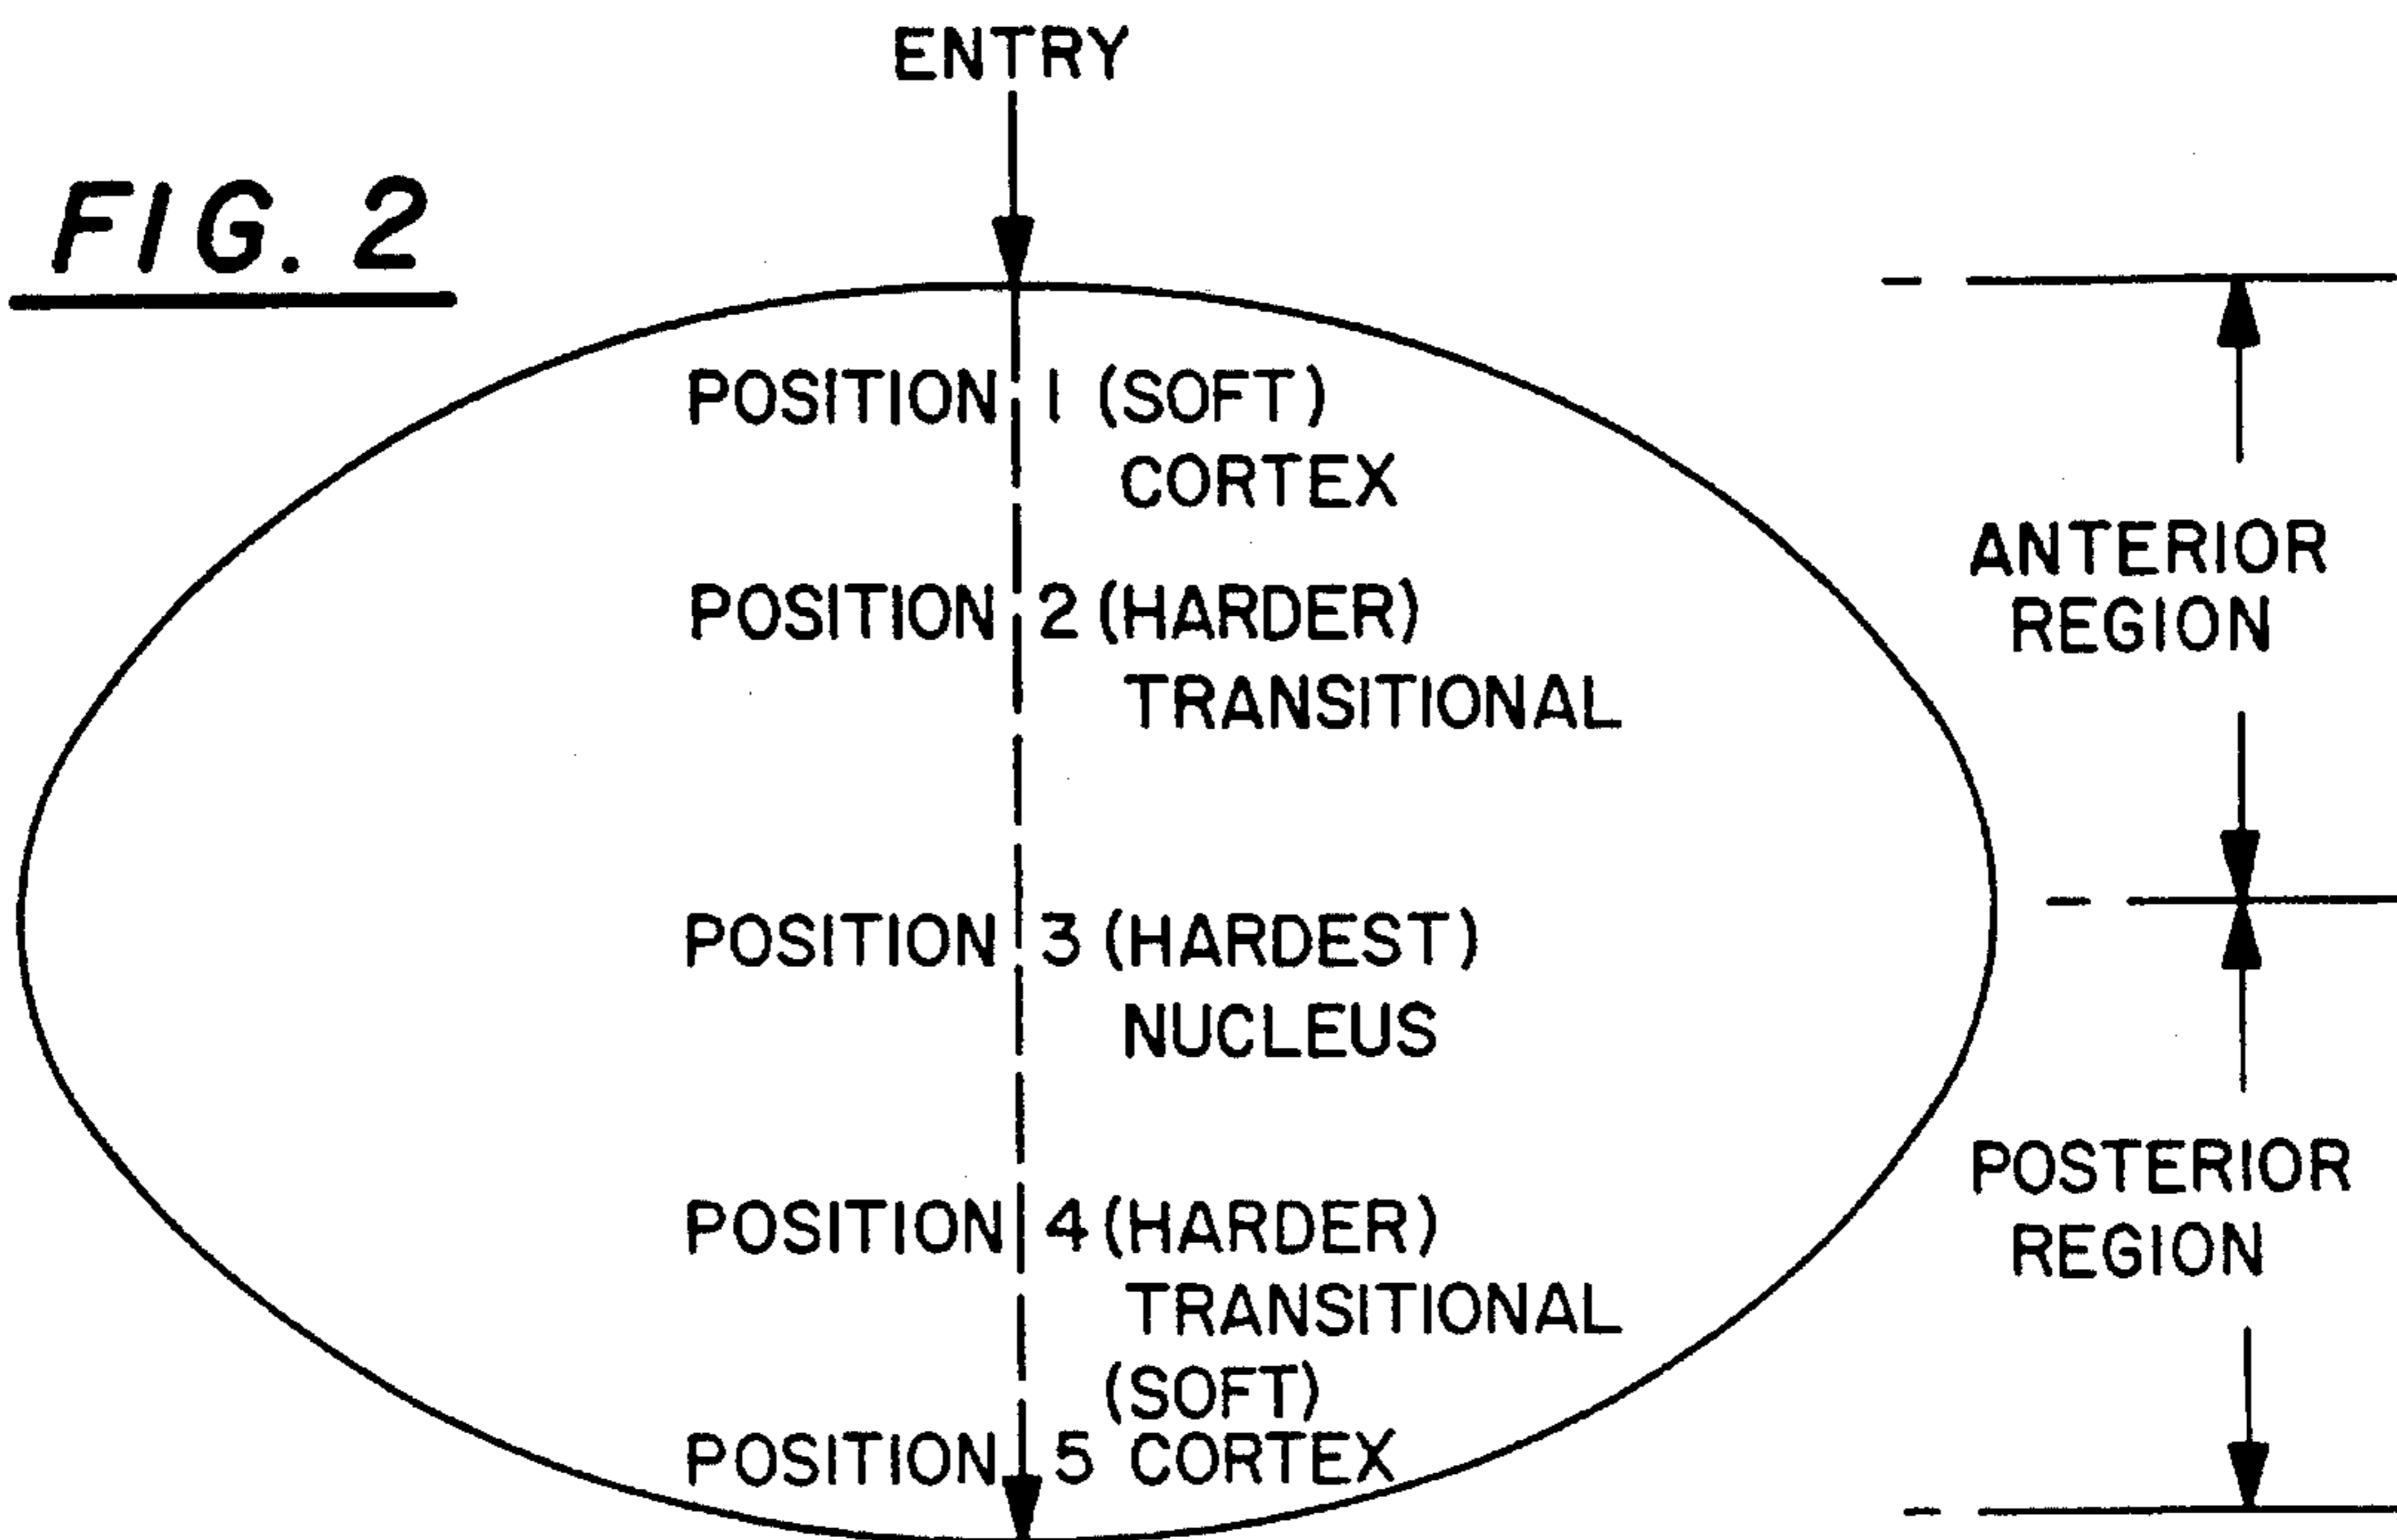 ENTRY
FIG. 2
POSITION 1 (SOFT)
CORTEX
POSITION 2 (HARDER)
TRANSITIONAL
POSITION 3 (HARDEST)
NUCLEUS
POSITION 4 (HARDER)
TRANSITIONAL
(SOFT)
POSITION 5 CORTEX
ANTERIOR
REGION
POSTERIOR
REGION